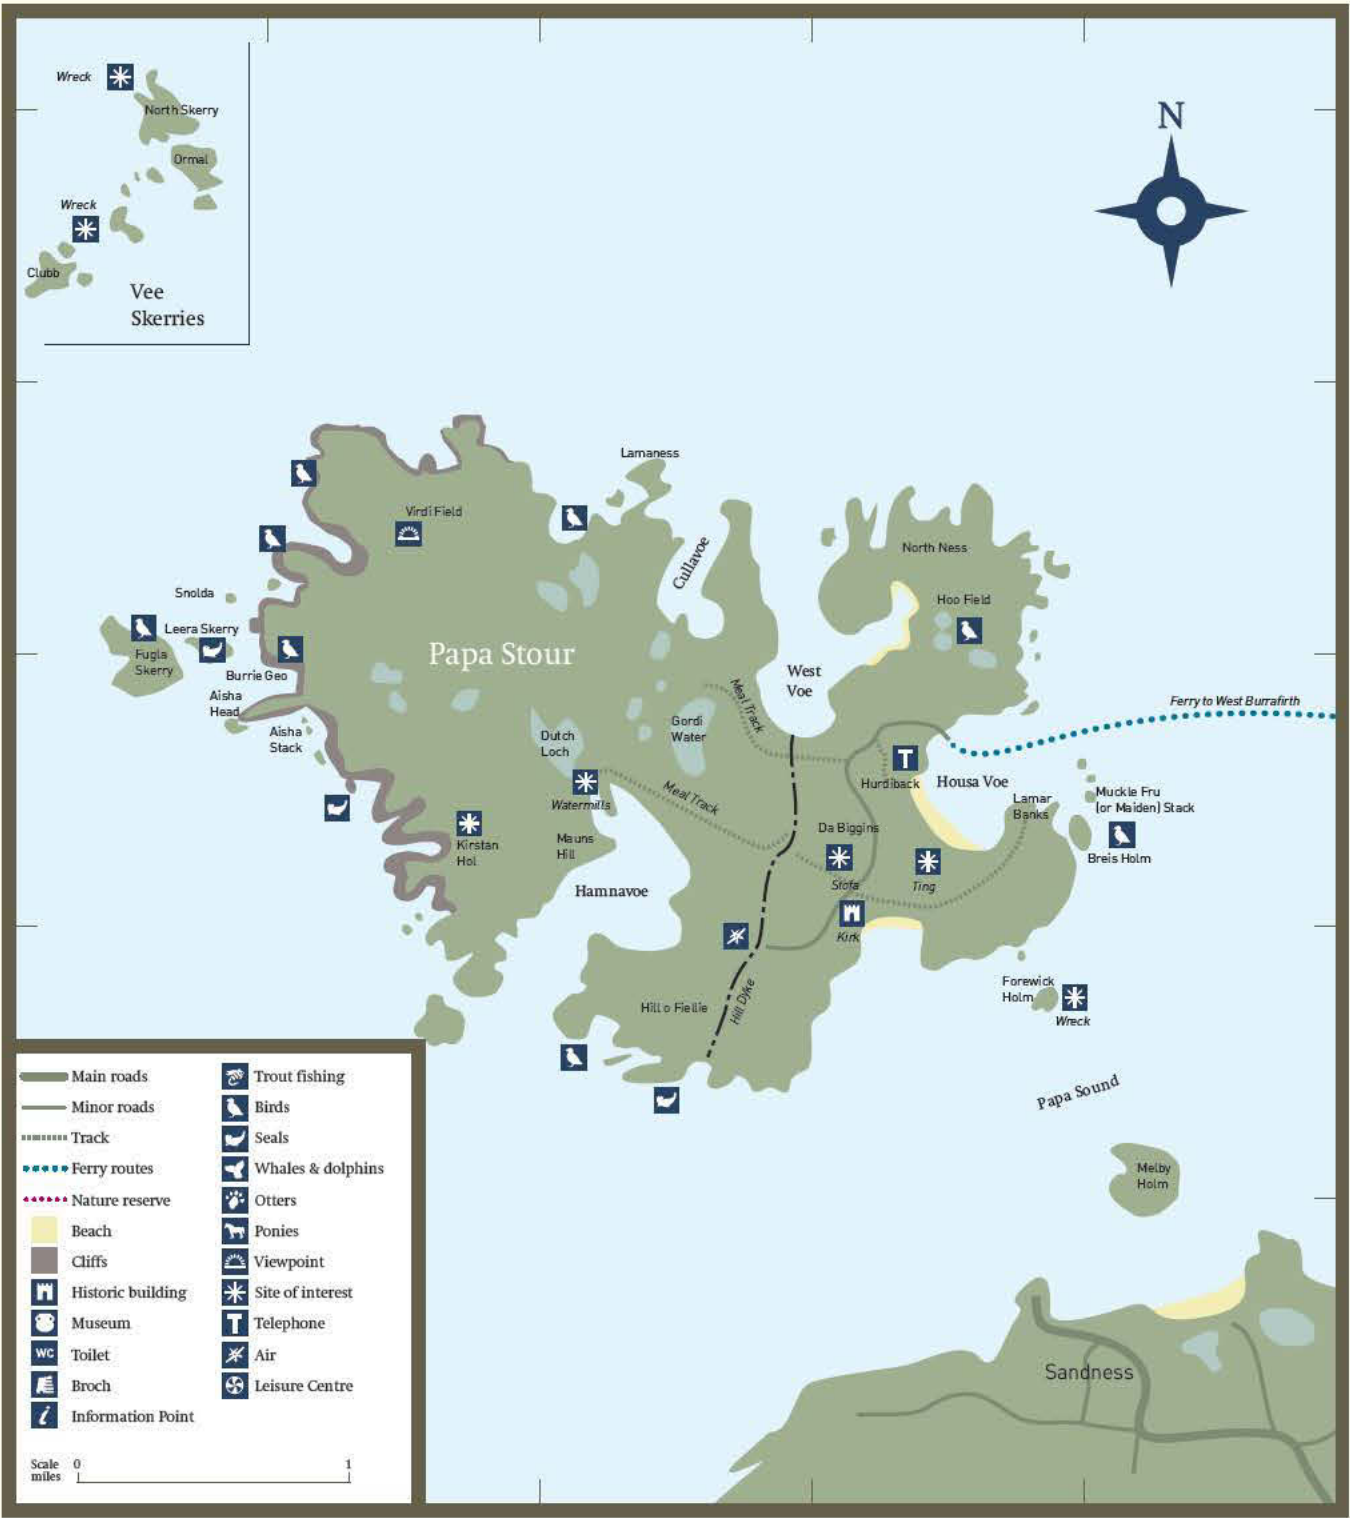 Wreck
North Skerry
Ormal
Wreck
Clubb
Vee
Skerries
N
Lamaness
Virdi Field
Cullavoe
North Ness
Snolda
Hoo Field
Leera Skerry
Fugla
Skerry
Papa Stour
Burrie Geo
West
Voe
Aisha
Head
Meal Track
Ferry to West Burrafirth
Aisha
Stack
Dutch
Loch
Gordi
Water
T
Hurdiback
Housa Voe
Watermills
Meal Track
Lamar
Banks
Muckle Fru
(or Maiden) Stack
Kirstan
Hol
Mauns
Hill
Da Biggins
Breis Holm
Stofa
Ting
Hamnavoe
Kirk
Hill o Fiellie
Hill Dyke
Forewick
Holm
Wreck
Papa Sound
Melby
Holm
Sandness
Main roads
Minor roads
Track
Ferry routes
Nature reserve
Beach
Cliffs
Historic building
Museum
WC Toilet
Broch
i Information Point
Trout fishing
Birds
Seals
Whales & dolphins
Otters
Ponies
Viewpoint
Site of interest
T Telephone
Air
Leisure Centre
Scale 0 1
miles